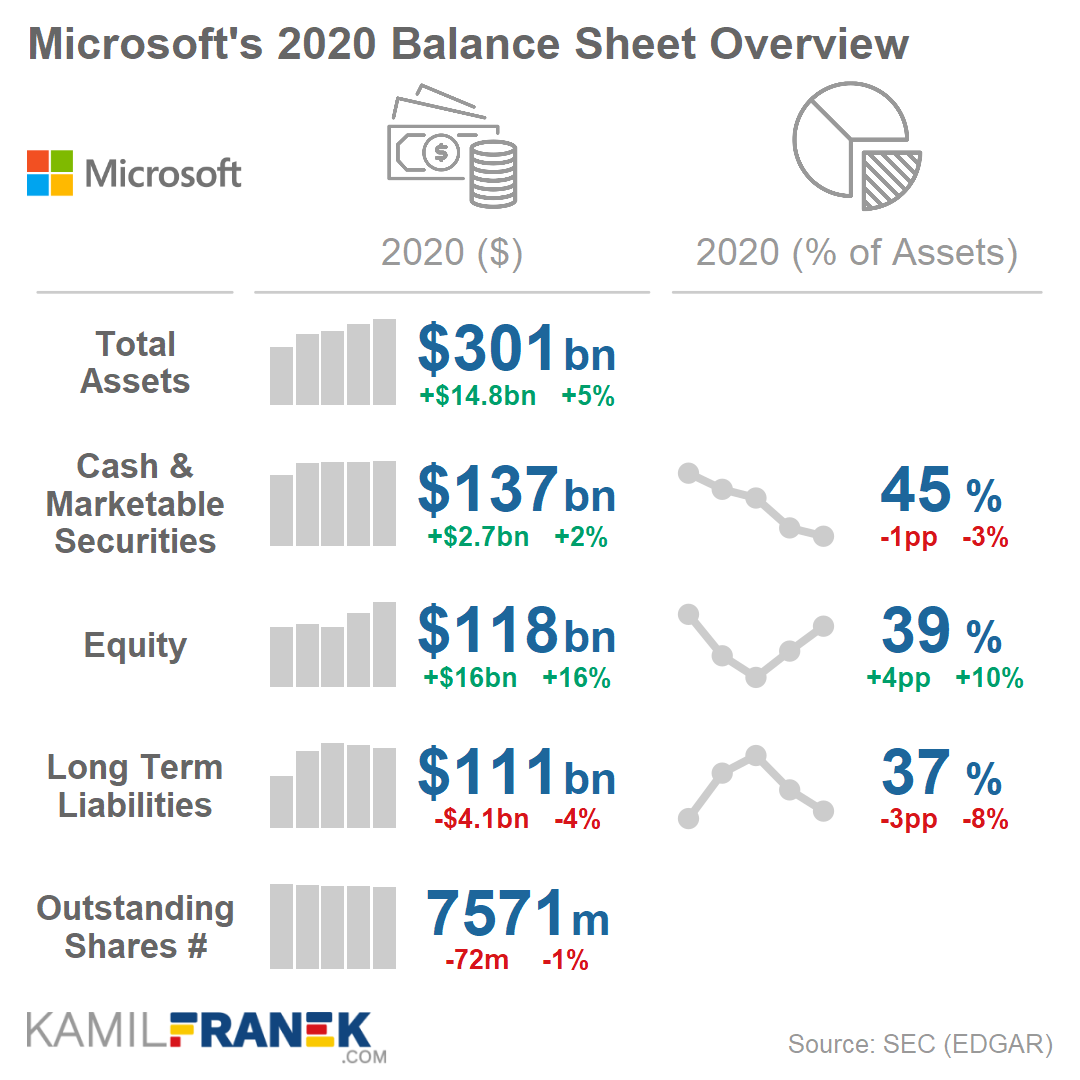 Microsoft's 2020 Balance Sheet Overview
$
Microsoft
2020 ($)
2020 (% of Assets)
Total
Assets
$301bn
+$14.8bn +5%
Cash &
Marketable
Securities
$137bn
+$2.7bn +2%
45 %
-1pp -3%
Equity
$118bn
+$16bn +16%
39 %
+4pp +10%
Long Term
Liabilities
$111bn
-$4.1bn -4%
37 %
-3pp -8%
Outstanding
Shares #
7571m
-72m -1%
KAMILFRANEK
.COM
Source: SEC (EDGAR)